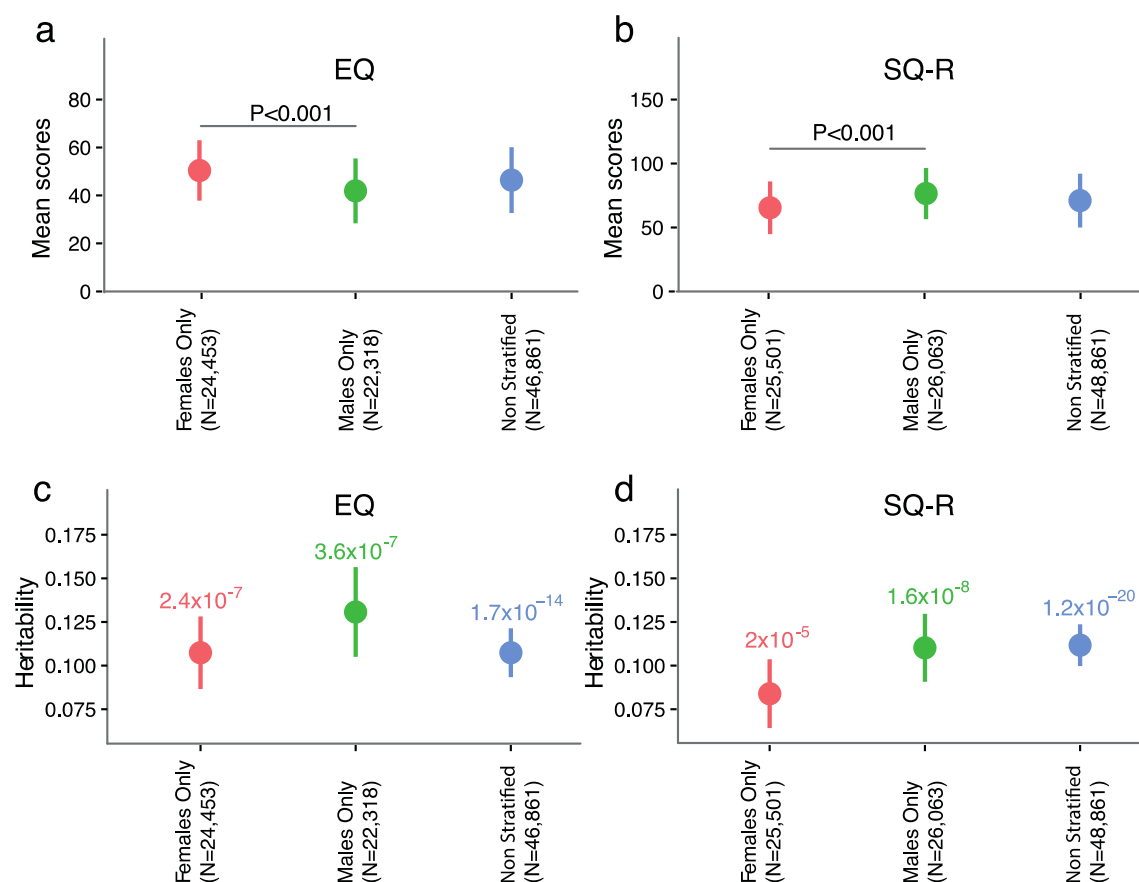 a
EQ
Mean scores
80
60
40
20
0
P<0.001
Females Only
(N=24,453)
Males Only
(N=22,318)
Non Stratified
(N=46,861)
b
SQ-R
Mean scores
150
100
50
0
P<0.001
Females Only
(N=25,501)
Males Only
(N=26,063)
Non Stratified
(N=48,861)
c
EQ
Heritability
0.175
0.150
0.125
0.100
0.075
2.4x10⁻⁷
3.6x10⁻⁷
1.7x10⁻¹⁴
Females Only
(N=24,453)
Males Only
(N=22,318)
Non Stratified
(N=46,861)
d
SQ-R
Heritability
0.175
0.150
0.125
0.100
0.075
2x10⁻⁵
1.6x10⁻⁸
1.2x10⁻²⁰
Females Only
(N=25,501)
Males Only
(N=26,063)
Non Stratified
(N=48,861)